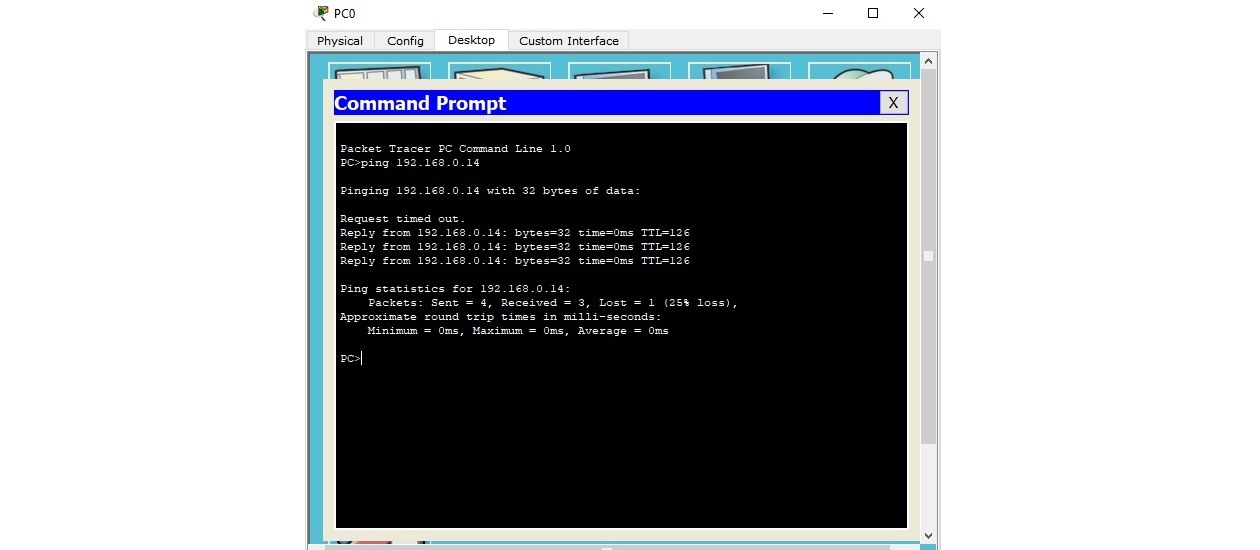 PC0
Physical Config Desktop Custom Interface
Command Prompt X
Packet Tracer PC Command Line 1.0
PC>ping 192.168.0.14
Pinging 192.168.0.14 with 32 bytes of data:
Request timed out.
Reply from 192.168.0.14: bytes=32 time=0ms TTL=126
Reply from 192.168.0.14: bytes=32 time=0ms TTL=126
Reply from 192.168.0.14: bytes=32 time=0ms TTL=126
Ping statistics for 192.168.0.14:
Packets: Sent = 4, Received = 3, Lost = 1 (25% loss),
Approximate round trip times in milli-seconds:
Minimum = 0ms, Maximum = 0ms, Average = 0ms
PC>